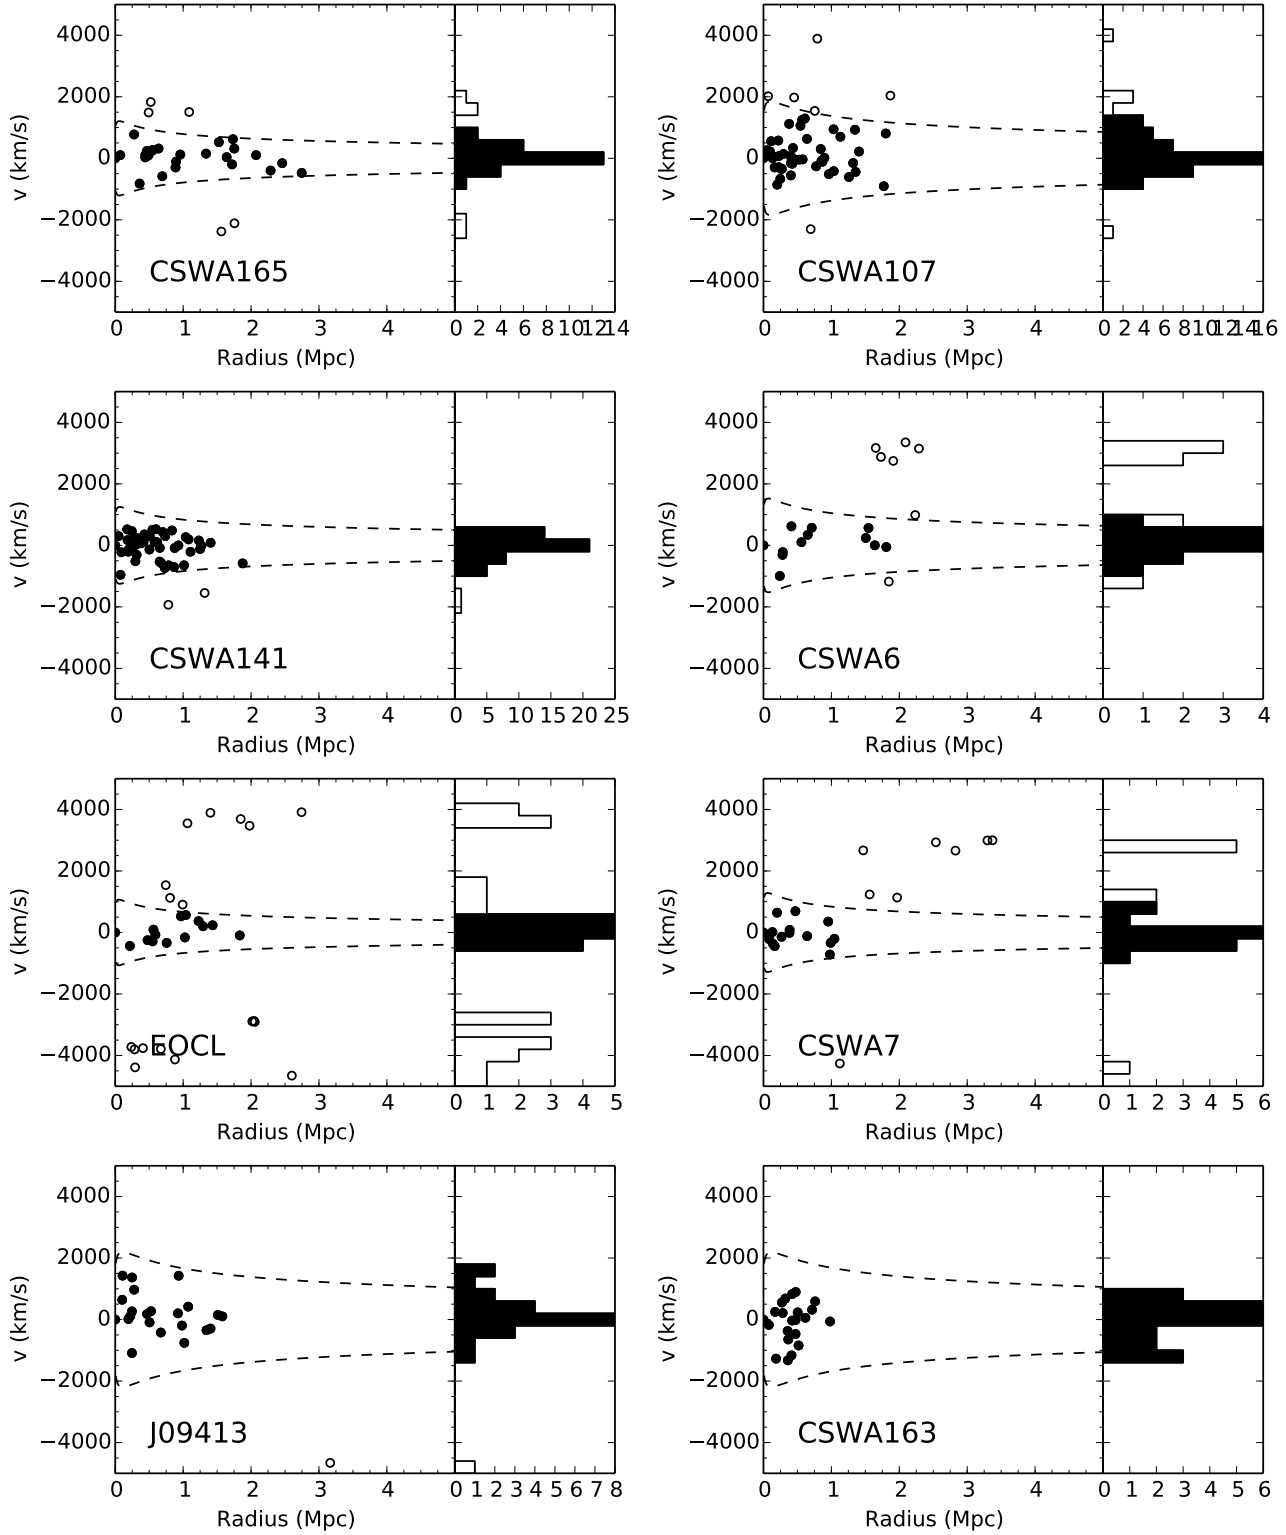 4000
2000
0
−2000
−4000
v (km/s)
CSWA165
0 1 2 3 4 0 2 4 6 8 10 12 14
Radius (Mpc)
4000
2000
0
−2000
−4000
v (km/s)
CSWA107
0 1 2 3 4 0 2 4 6 8 10 12 14 16
Radius (Mpc)
4000
2000
0
−2000
−4000
v (km/s)
CSWA141
0 1 2 3 4 0 5 10 15 20 25
Radius (Mpc)
4000
2000
0
−2000
−4000
v (km/s)
CSWA6
0 1 2 3 4 0 1 2 3 4
Radius (Mpc)
4000
2000
0
−2000
−4000
v (km/s)
EOCL
0 1 2 3 4 0 1 2 3 4 5
Radius (Mpc)
4000
2000
0
−2000
−4000
v (km/s)
CSWA7
0 1 2 3 4 0 1 2 3 4 5 6
Radius (Mpc)
4000
2000
0
−2000
−4000
v (km/s)
J09413
0 1 2 3 4 0 1 2 3 4 5 6 7 8
Radius (Mpc)
4000
2000
0
−2000
−4000
v (km/s)
CSWA163
0 1 2 3 4 0 1 2 3 4 5 6
Radius (Mpc)